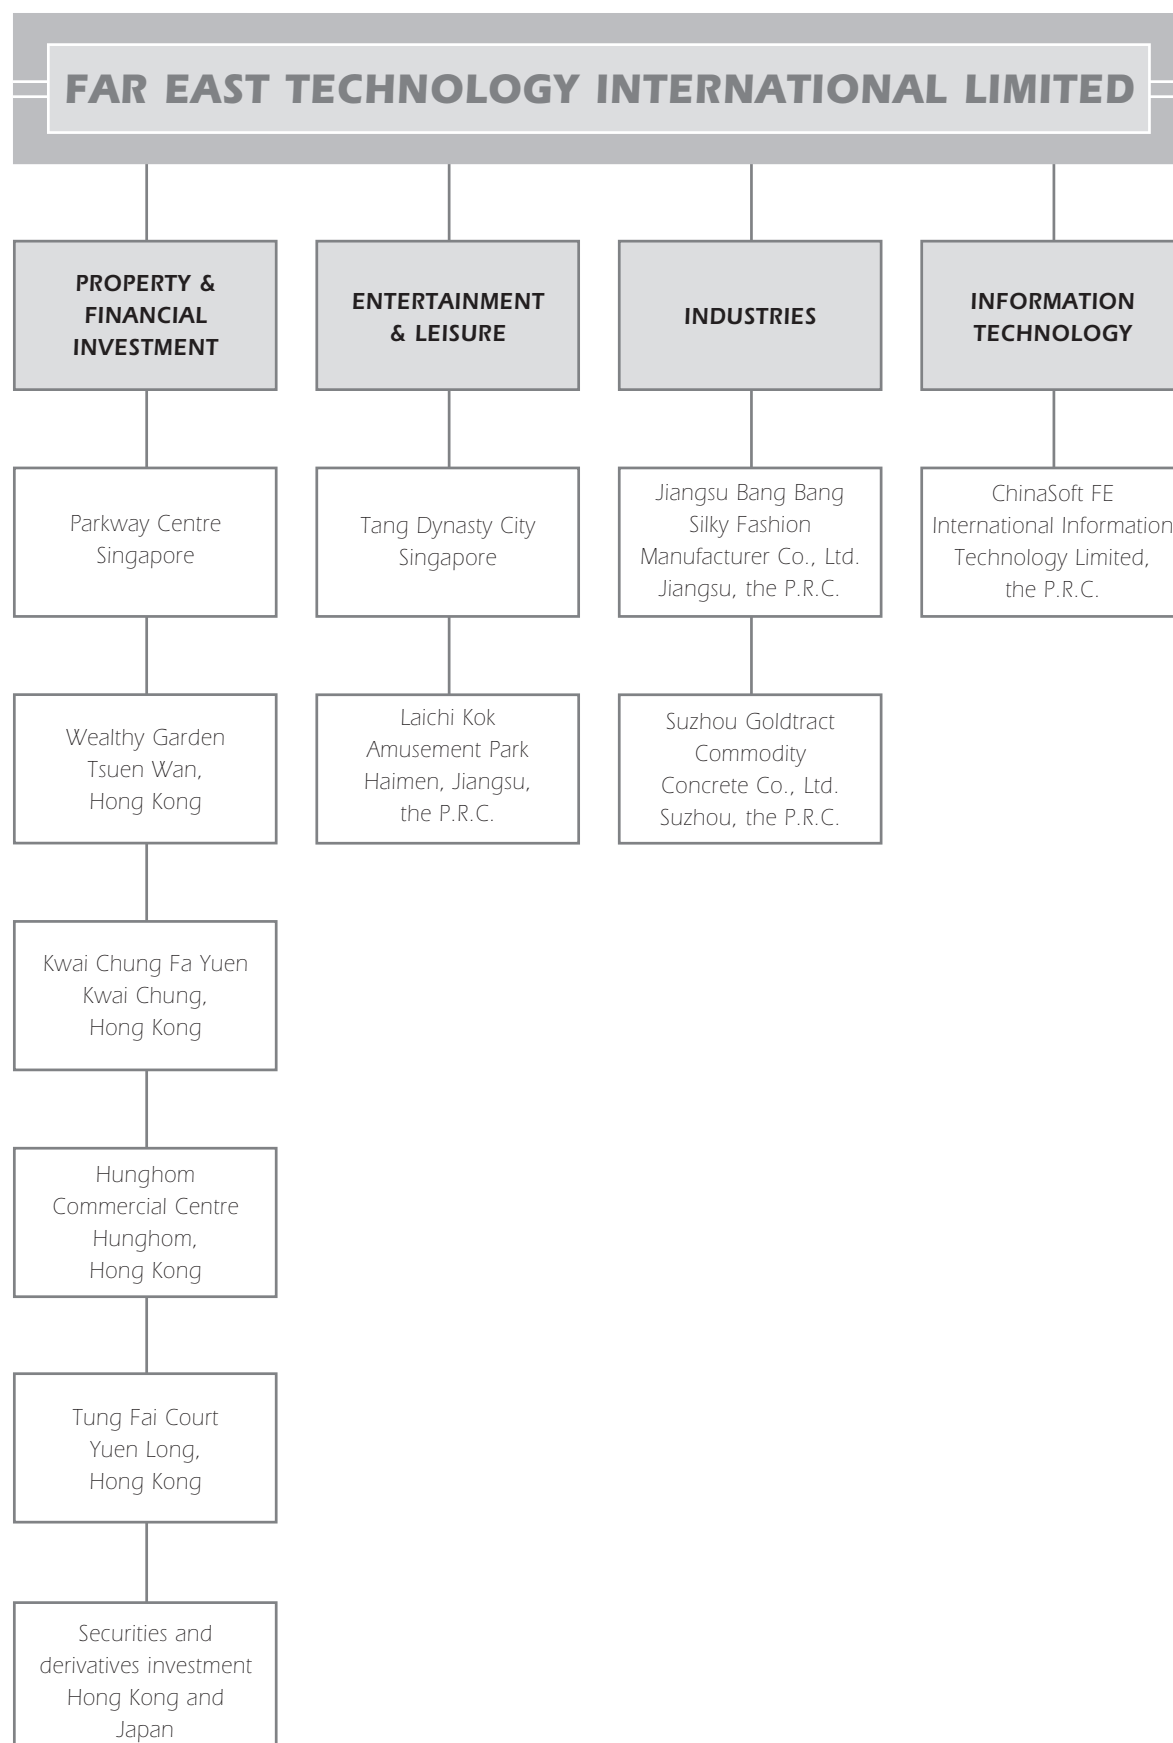 FAR EAST TECHNOLOGY INTERNATIONAL LIMITED
PROPERTY &
FINANCIAL
INVESTMENT
Parkway Centre
Singapore
Wealthy Garden
Tsuen Wan,
Hong Kong
Kwai Chung Fa Yuen
Kwai Chung,
Hong Kong
Hunghom
Commercial Centre
Hunghom,
Hong Kong
Tung Fai Court
Yuen Long,
Hong Kong
Securities and
derivatives investment
Hong Kong and
Japan
ENTERTAINMENT
& LEISURE
Tang Dynasty City
Singapore
Laichi Kok
Amusement Park
Haimen, Jiangsu,
the P.R.C.
INDUSTRIES
Jiangsu Bang Bang
Silky Fashion
Manufacturer Co., Ltd.
Jiangsu, the P.R.C.
Suzhou Goldtract
Commodity
Concrete Co., Ltd.
Suzhou, the P.R.C.
INFORMATION
TECHNOLOGY
ChinaSoft FE
International Information
Technology Limited,
the P.R.C.